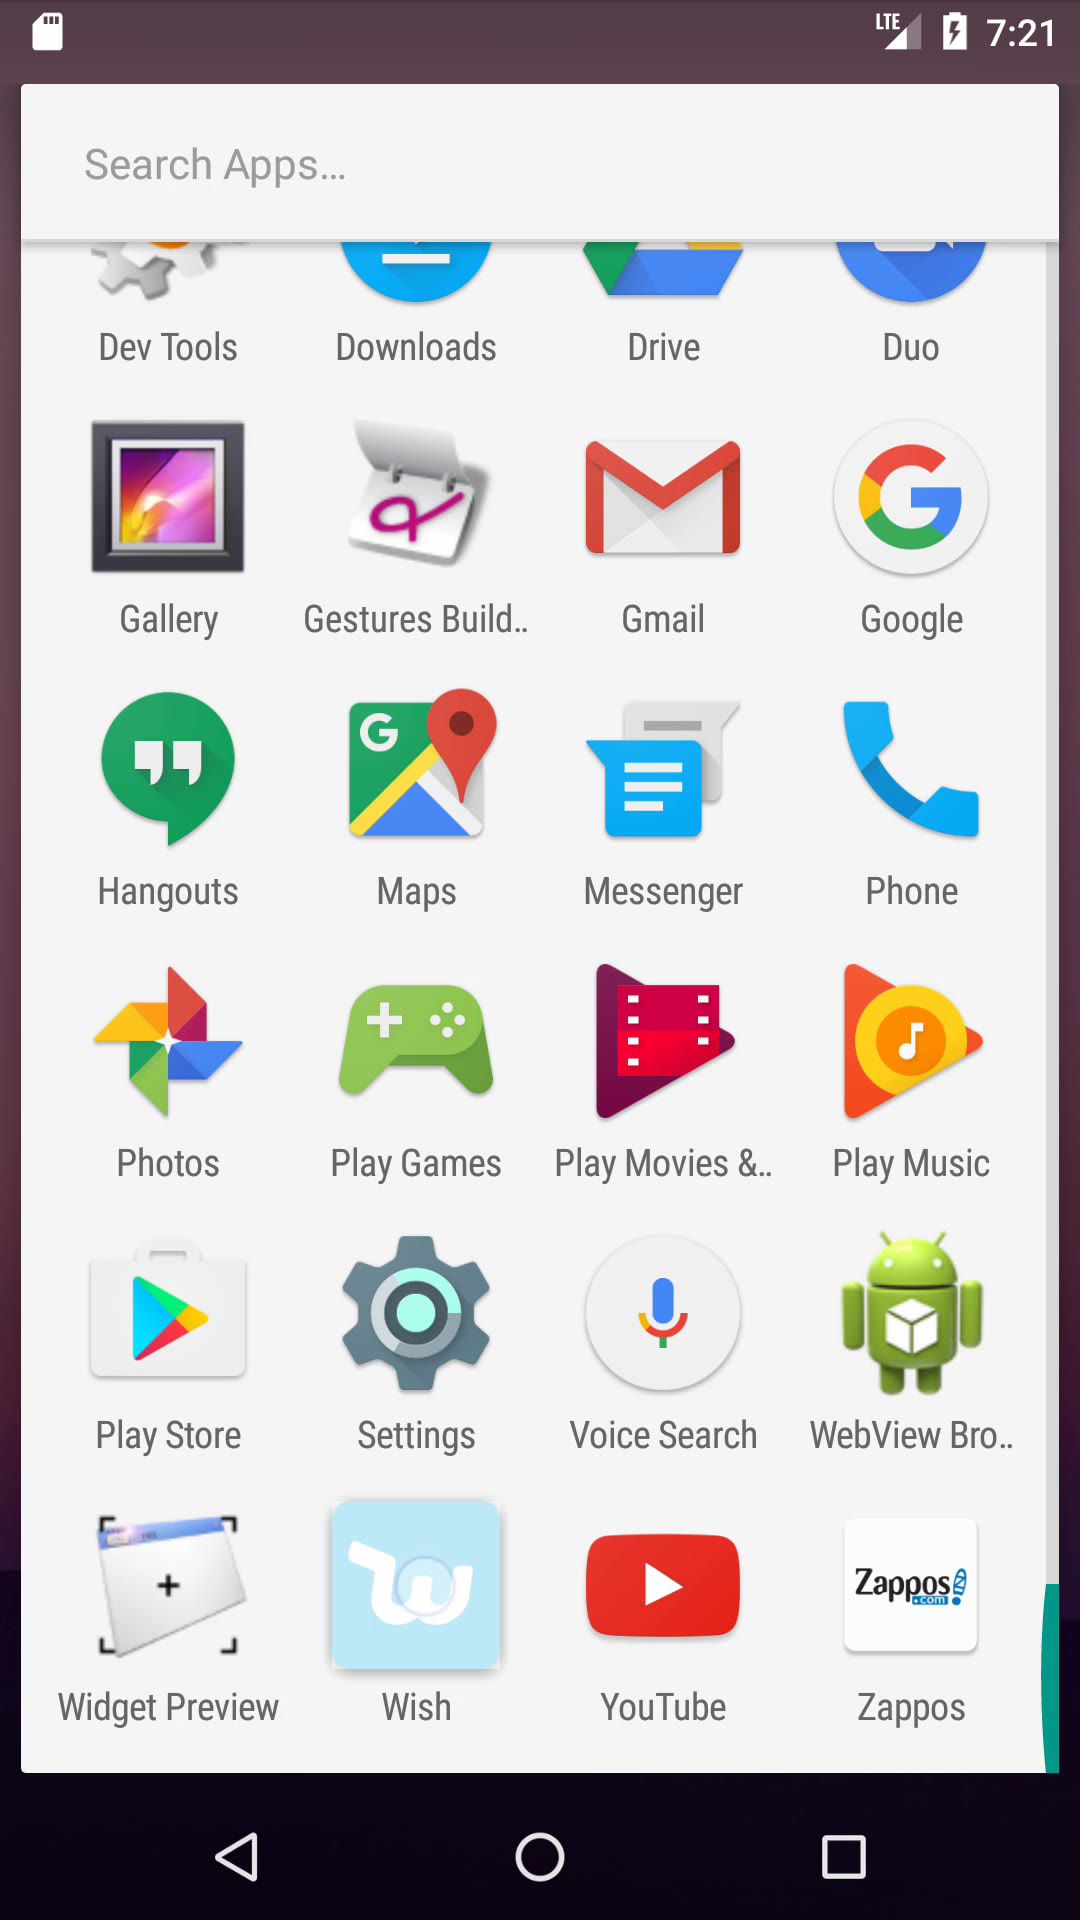 LTE 7:21
Search Apps...
Dev Tools Downloads Drive Duo
Gallery Gestures Build.. Gmail Google
Hangouts Maps Messenger Phone
Photos Play Games Play Movies &.. Play Music
Play Store Settings Voice Search WebView Bro..
Zappos
.com
Widget Preview Wish YouTube Zappos